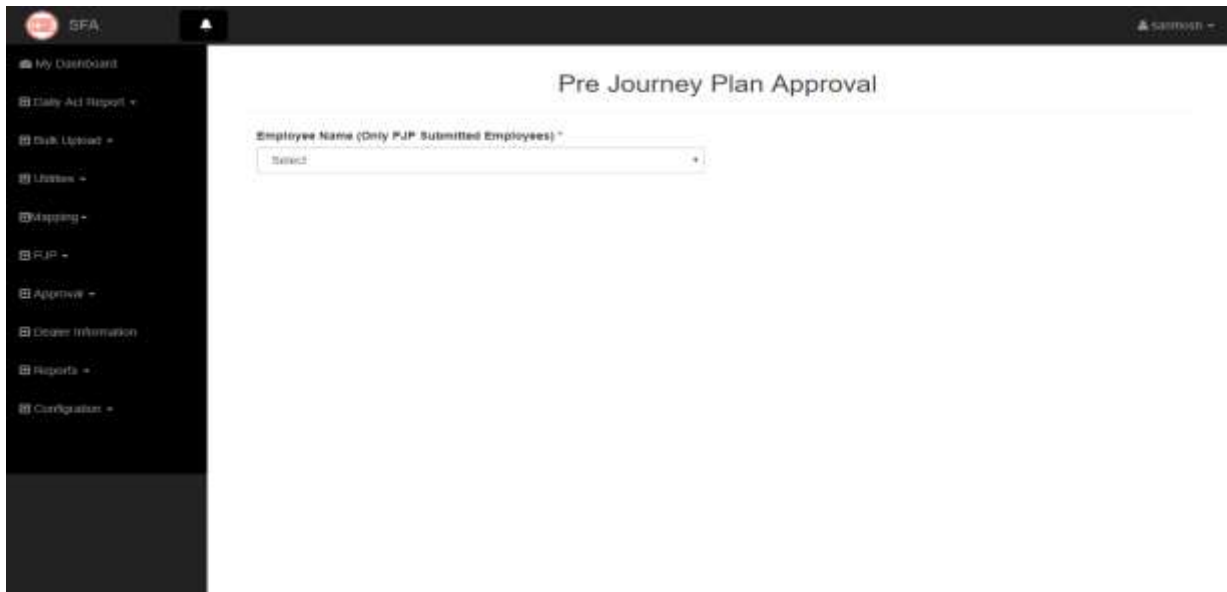 SFA
My Dashboard
Daily Act Report
Bulk Upload
Utilities
Mapping
PJP
Approval
Dealer Information
Reports
Configration
Pre Journey Plan Approval
Employee Name (Only PJP Submitted Employees) *
Select